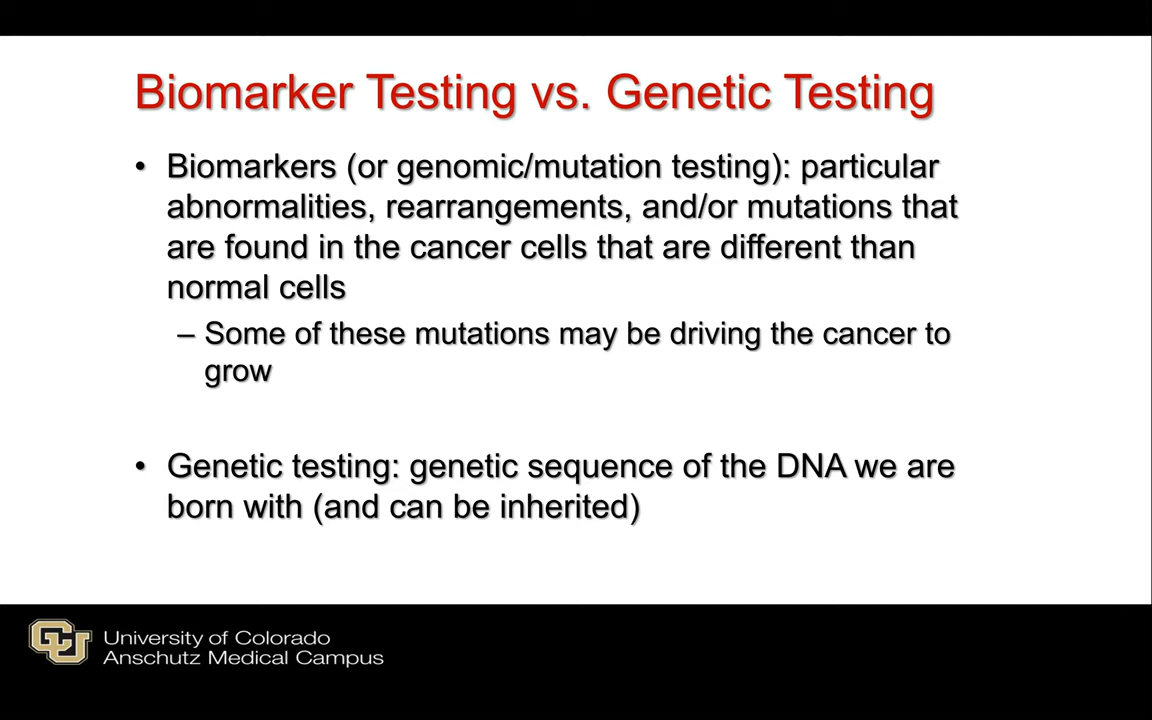 Biomarker Testing vs. Genetic Testing
• Biomarkers (or genomic/mutation testing): particular
abnormalities, rearrangements, and/or mutations that
are found in the cancer cells that are different than
normal cells
– Some of these mutations may be driving the cancer to
grow
• Genetic testing: genetic sequence of the DNA we are
born with (and can be inherited)
CU
University of Colorado
Anschutz Medical Campus